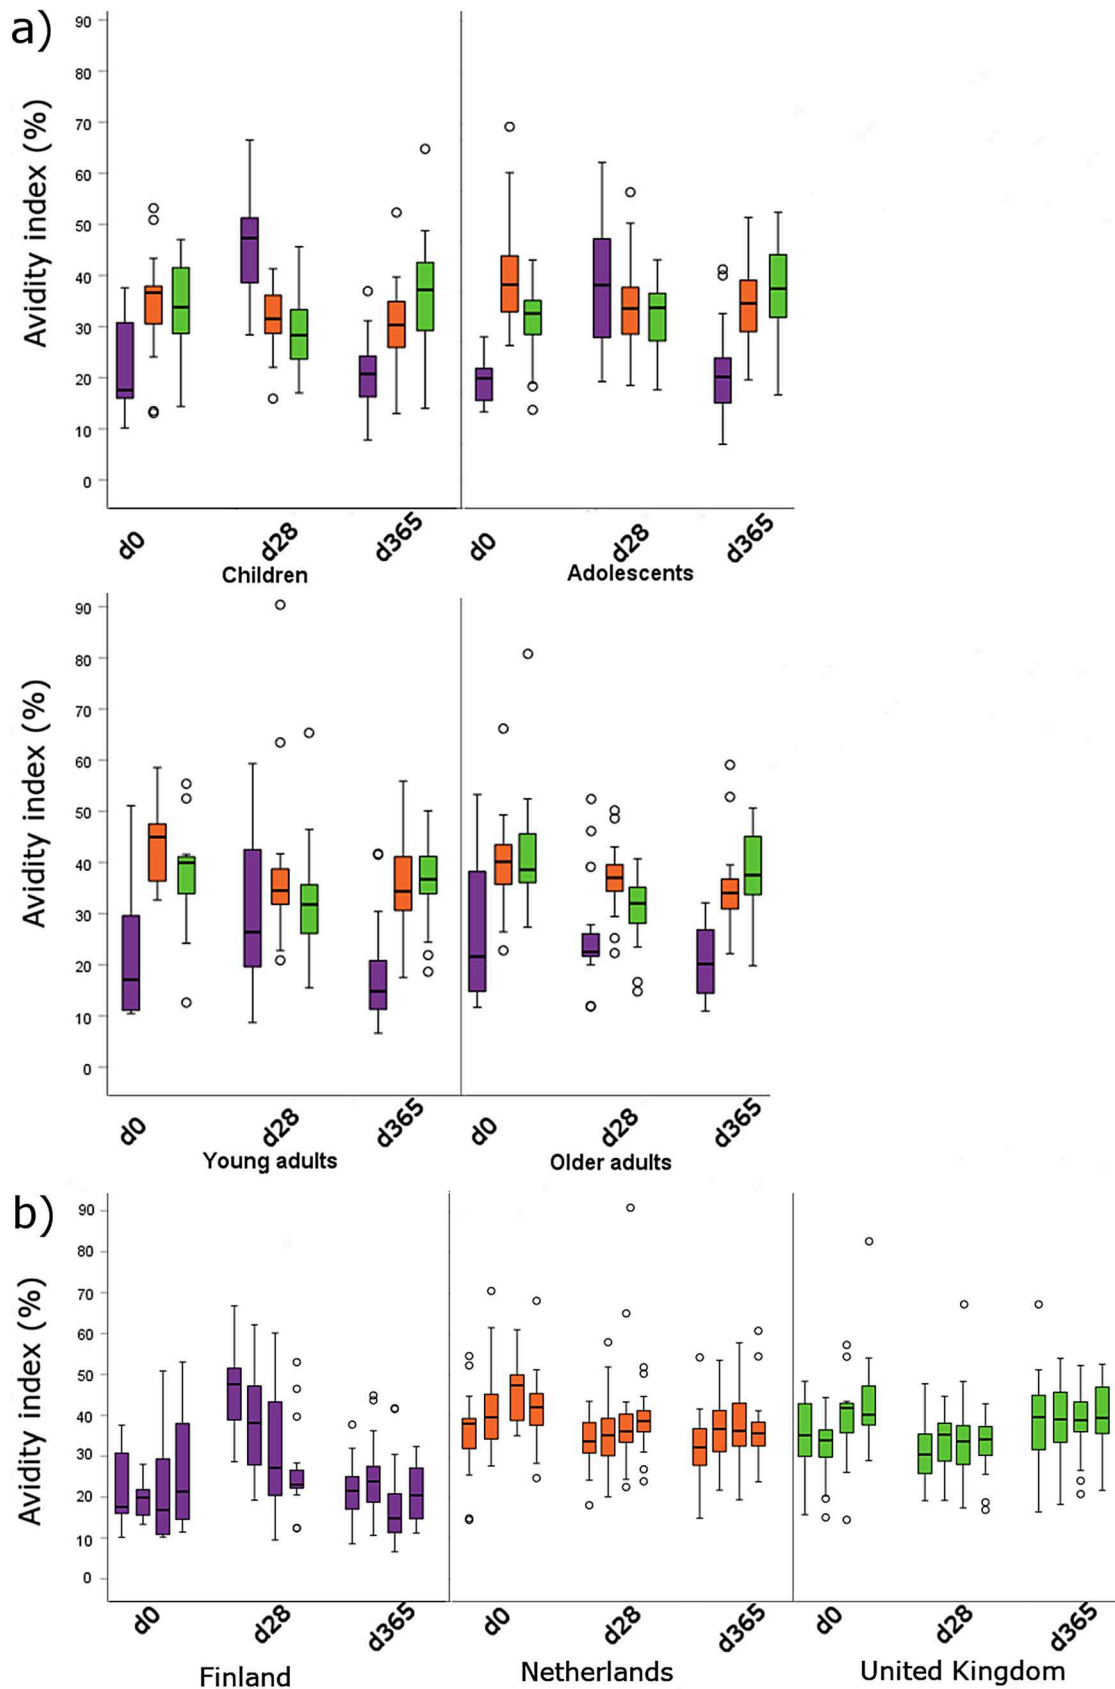 a)
Avidity index (%)
90
80
70
60
50
40
30
20
10
0
d0
d28
d365
d0
d28
d365
Children
Adolescents
Avidity index (%)
90
80
70
60
50
40
30
20
10
0
d0
d28
d365
d0
d28
d365
Young adults
Older adults
b)
Avidity index (%)
90
80
70
60
50
40
30
20
10
0
d0
d28
d365
d0
d28
d365
d0
d28
d365
Finland
Netherlands
United Kingdom